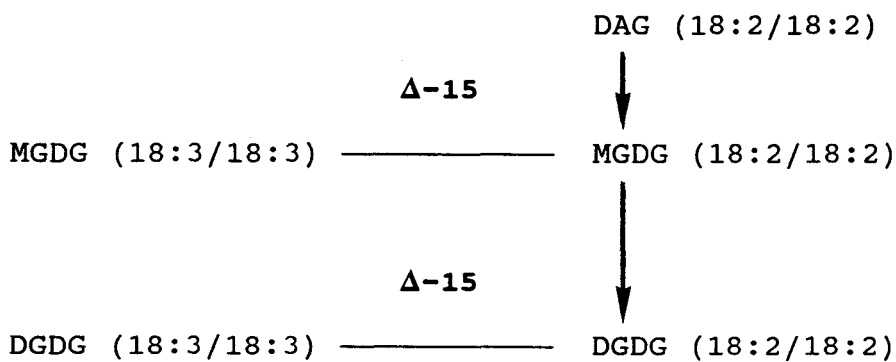 DAG (18:2/18:2)
Δ-15
MGDG (18:3/18:3) MGDG (18:2/18:2)
Δ-15
DGDG (18:3/18:3) DGDG (18:2/18:2)